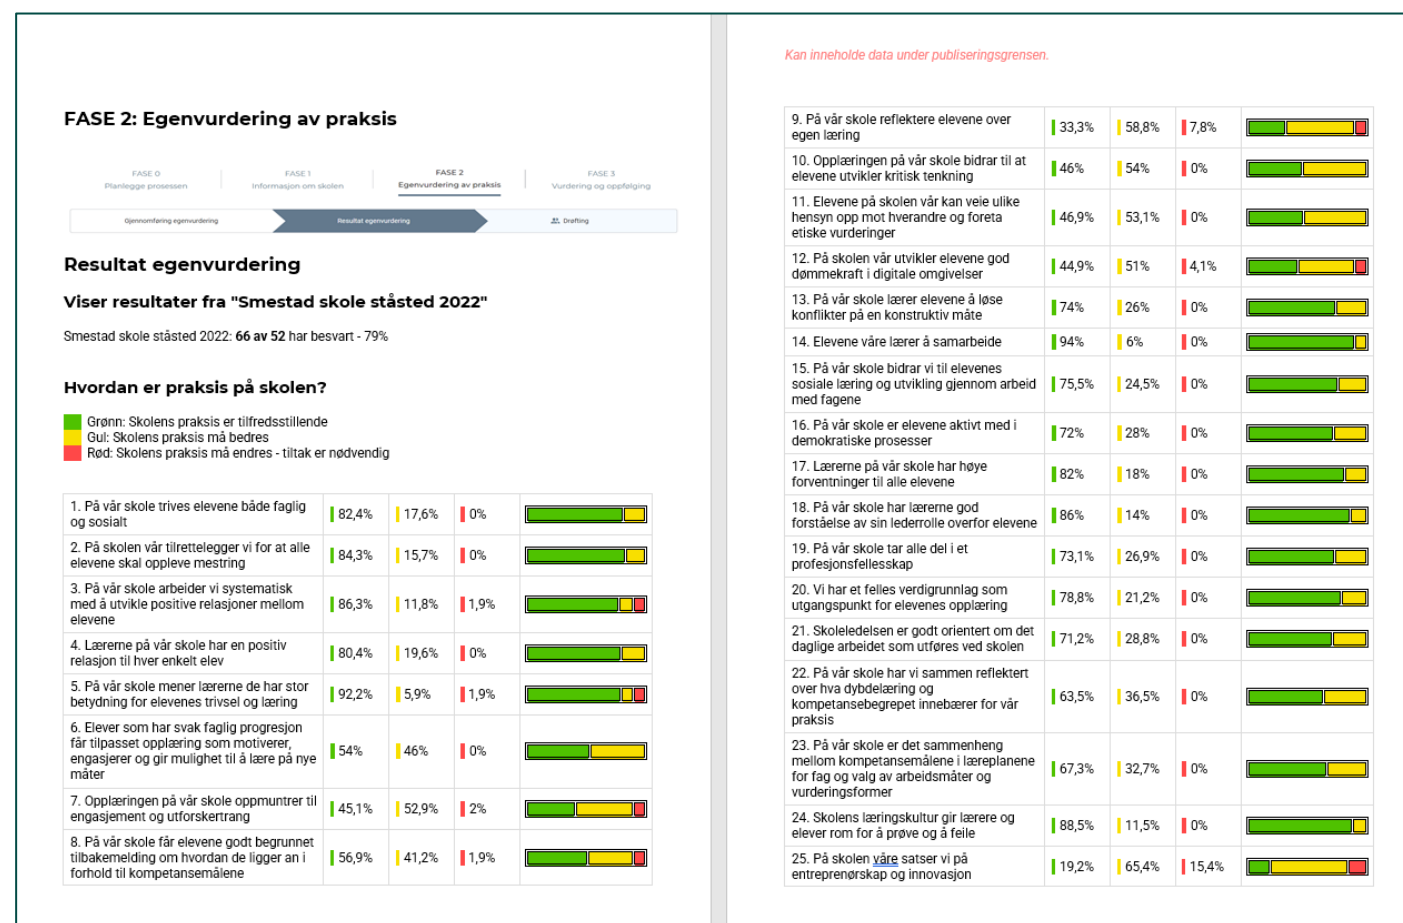 FASE 2: Egenvurdering av praksis
FASE 0
Planlegge prosessen
FASE 1
Informasjon om skolen
FASE 2
Egenvurdering av praksis
FASE 3
Vurdering og oppfølging
Gjennomføring egenvurdering
Resultat egenvurdering
Drøfting
Resultat egenvurdering
Viser resultater fra "Smestad skole ståsted 2022"
Smestad skole ståsted 2022: 66 av 52 har besvart - 79%
Hvordan er praksis på skolen?
Grønn: Skolens praksis er tilfredsstillende
Gul: Skolens praksis må bedres
Rød: Skolens praksis må endres - tiltak er nødvendig
1. På vår skole trives elevene både faglig
og sosialt
82,4% 17,6% 0%
2. På skolen vår tilrettelegger vi for at alle
elevene skal oppleve mestring
84,3% 15,7% 0%
3. På vår skole arbeider vi systematisk
med å utvikle positive relasjoner mellom
elevene
86,3% 11,8% 1,9%
4. Lærerne på vår skole har en positiv
relasjon til hver enkelt elev
80,4% 19,6% 0%
5. På vår skole mener lærerne de har stor
betydning for elevenes trivsel og læring
92,2% 5,9% 1,9%
6. Elever som har svak faglig progresjon
får tilpasset opplæring som motiverer,
engasjerer og gir mulighet til å lære på nye
måter
54% 46% 0%
7. Opplæringen på vår skole oppmuntrer til
engasjement og utforskertrang
45,1% 52,9% 2%
8. På vår skole får elevene godt begrunnet
tilbakemelding om hvordan de ligger an i
forhold til kompetansemålene
56,9% 41,2% 1,9%
Kan inneholde data under publiseringsgrensen.
9. På vår skole reflektere elevene over
egen læring
33,3% 58,8% 7,8%
10. Opplæringen på vår skole bidrar til at
elevene utvikler kritisk tenkning
46% 54% 0%
11. Elevene på skolen vår kan veie ulike
hensyn opp mot hverandre og foreta
etiske vurderinger
46,9% 53,1% 0%
12. På skolen vår utvikler elevene god
dømmekraft i digitale omgivelser
44,9% 51% 4,1%
13. På vår skole lærer elevene å løse
konflikter på en konstruktiv måte
74% 26% 0%
14. Elevene våre lærer å samarbeide
94% 6% 0%
15. På vår skole bidrar vi til elevenes
sosiale læring og utvikling gjennom arbeid
med fagene
75,5% 24,5% 0%
16. På vår skole er elevene aktivt med i
demokratiske prosesser
72% 28% 0%
17. Lærerne på vår skole har høye
forventninger til alle elevene
82% 18% 0%
18. På vår skole har lærerne god
forståelse av sin lederrolle overfor elevene
86% 14% 0%
19. På vår skole tar alle del i et
profesjonsfellesskap
73,1% 26,9% 0%
20. Vi har et felles verdigrunnlag som
utgangspunkt for elevenes opplæring
78,8% 21,2% 0%
21. Skoleledelsen er godt orientert om det
daglige arbeidet som utføres ved skolen
71,2% 28,8% 0%
22. På vår skole har vi sammen reflektert
over hva dybdelæring og
kompetansebegrepet innebærer for vår
praksis
63,5% 36,5% 0%
23. På vår skole er det sammenheng
mellom kompetansemålene i læreplanene
for fag og valg av arbeidsmåter og
vurderingsformer
67,3% 32,7% 0%
24. Skolens læringskultur gir lærere og
elever rom for å prøve og å feile
88,5% 11,5% 0%
25. På skolen våre satser vi på
entreprenørskap og innovasjon
19,2% 65,4% 15,4%